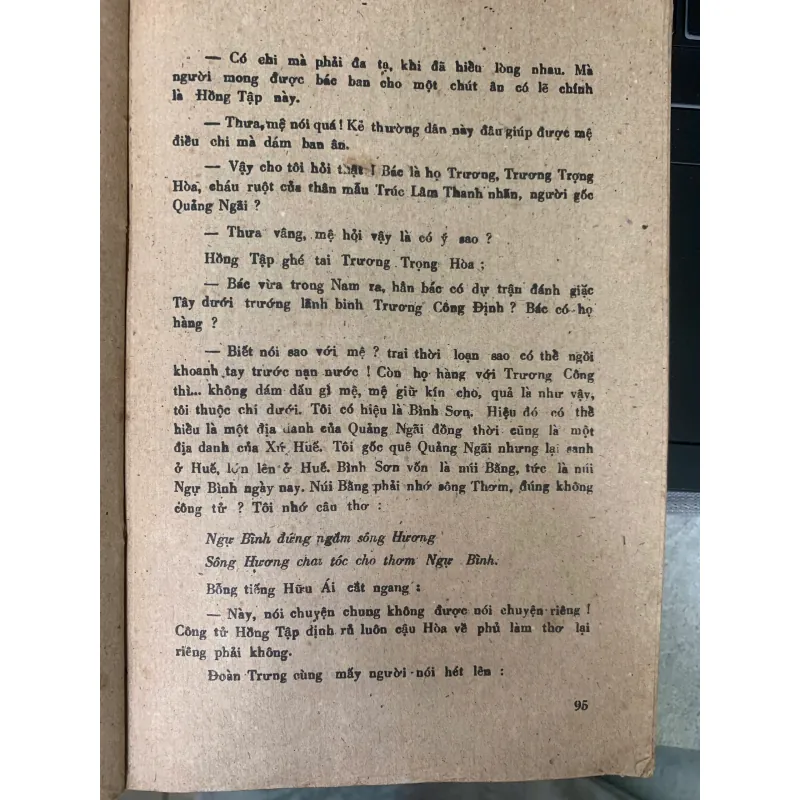 — Có chi mà phải đa tạ, khi đã hiểu lòng nhau. Mà
người mong được bác ban cho một chút ân có lẽ chính
là Hồng Tập này.
— Thưa, mệ nói quá ! Kẻ thường dân này đâu giúp được mệ
điều chi mà dám ban ân.
— Vậy cho tôi hỏi thật ! Bác là họ Trương, Trương Trọng
Hòa, cháu ruột của thân mẫu Trúc Lâm Thanh nhân, người gốc
Quảng Ngãi ?
— Thưa vâng, mệ hỏi vậy là có ý sao ?
Hồng Tập ghé tai Trương Trọng Hòa ;
— Bác vừa trong Nam ra, hẳn bác có dự trận đánh giặc
Tây dưới trướng lãnh binh Trương Công Định ? Bác có họ
hàng ?
— Biết nói sao với mệ ? trai thời loạn sao có thể ngồi
khoanh tay trước nạn nước ! Còn họ hàng với Trương Công
thì... không dám dấu gì mệ, mệ giữ kín cho, quả là như vậy,
tôi thuộc chi dưới. Tôi có hiệu là Bình Sơn. Hiệu đó có thể
hiểu là một địa danh của Quảng Ngãi đồng thời cũng là một
địa danh của Xứ Huế. Tôi gốc quê Quảng Ngãi nhưng lại sanh
ở Huế, lớn lên ở Huế. Bình Sơn vốn là núi Bằng, tức là núi
Ngự Bình ngày nay. Núi Bằng phải nhớ sông Thơm, đúng không
công tử ? Tôi nhớ câu thơ :
Ngự Bình đứng ngắm sông Hương
Sông Hương chải tóc cho thơm Ngự Bình.
Bỗng tiếng Hữu Ái cắt ngang :
— Này, nói chuyện chung không được nói chuyện riêng !
Công tử Hồng Tập định rủ luôn cậu Hòa về phủ làm thơ lại
riêng phải không.
Đoàn Trưng cùng mấy người nói hét lên :
95